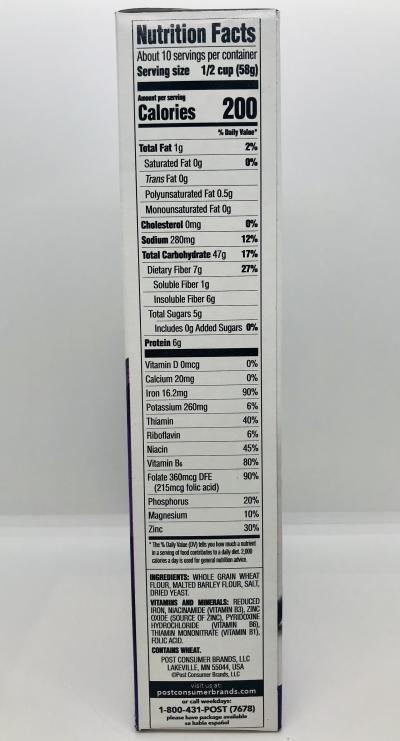 Nutrition Facts
About 10 servings per container
Serving size 1/2 cup (58g)
Amount per serving
Calories 200
% Daily Value*
Total Fat 1g 2%
Saturated Fat 0g 0%
Trans Fat 0g
Polyunsaturated Fat 0.5g
Monounsaturated Fat 0g
Cholesterol 0mg 0%
Sodium 280mg 12%
Total Carbohydrate 47g 17%
Dietary Fiber 7g 27%
Soluble Fiber 1g
Insoluble Fiber 6g
Total Sugars 5g
Includes 0g Added Sugars 0%
Protein 6g
Vitamin D 0mcg 0%
Calcium 20mg 0%
Iron 16.2mg 90%
Potassium 260mg 6%
Thiamin 40%
Riboflavin 6%
Niacin 45%
Vitamin B6 80%
Folate 360mcg DFE 90%
(215mcg folic acid)
Phosphorus 20%
Magnesium 10%
Zinc 30%
* The % Daily Value (DV) tells you how much a nutrient
in a serving of food contributes to a daily diet. 2,000
calories a day is used for general nutrition advice.
INGREDIENTS: WHOLE GRAIN WHEAT
FLOUR, MALTED BARLEY FLOUR, SALT,
DRIED YEAST.
VITAMINS AND MINERALS: REDUCED
IRON, NIACINAMIDE (VITAMIN B3), ZINC
OXIDE (SOURCE OF ZINC), PYRIDOXINE
HYDROCHLORIDE (VITAMIN B6),
THIAMIN MONONITRATE (VITAMIN B1),
FOLIC ACID.
CONTAINS WHEAT.
POST CONSUMER BRANDS, LLC
LAKEVILLE, MN 55044, USA
©Post Consumer Brands, LLC
visit us at:
postconsumerbrands.com
or call weekdays:
1-800-431-POST (7678)
please have package available
se habla español